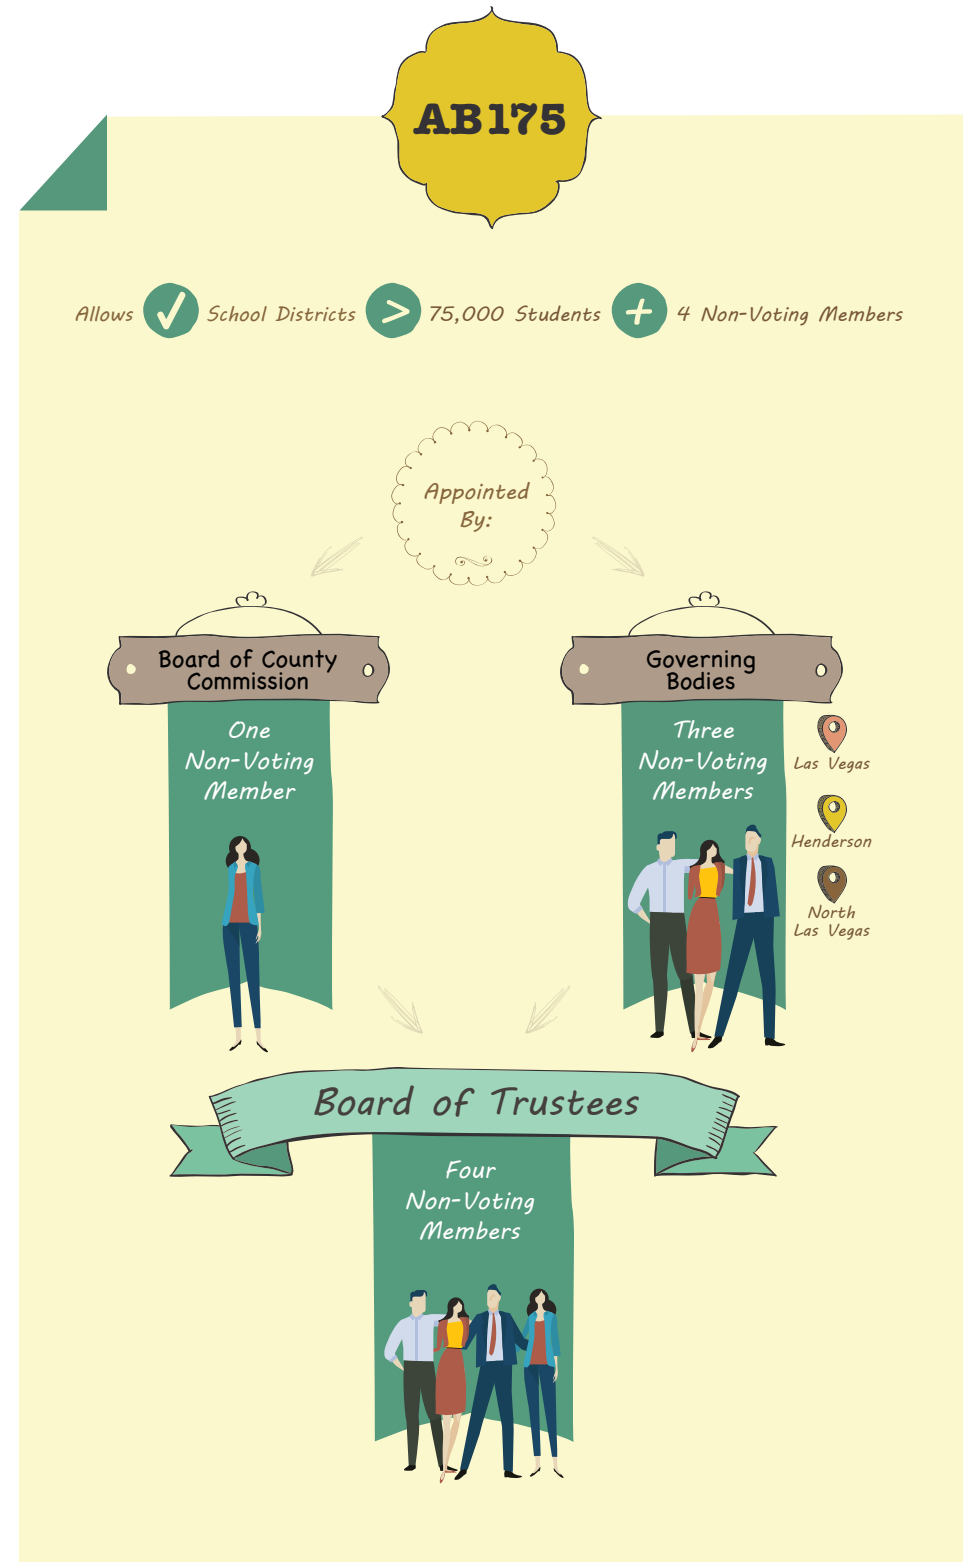 AB175
Allows ✓ School Districts > 75,000 Students + 4 Non-Voting Members
Appointed
By:
Board of County
Commission
One
Non-Voting
Member
Governing
Bodies
Three
Non-Voting
Members
Las Vegas
Henderson
North
Las Vegas
Board of Trustees
Four
Non-Voting
Members